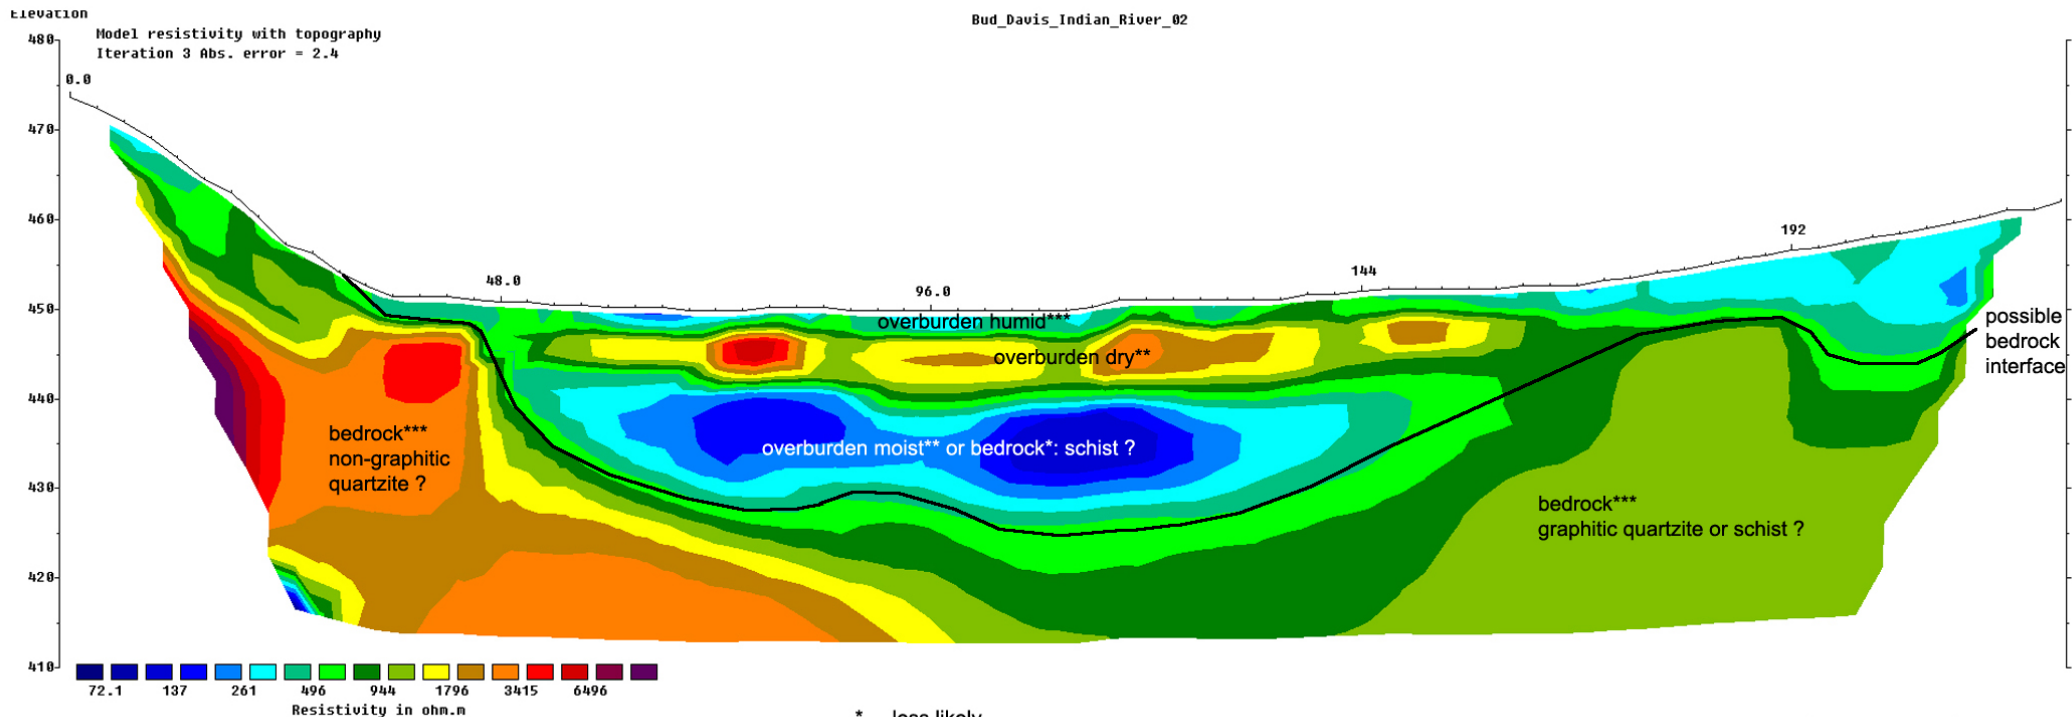 Elevation
Bud_Davis_Indian_River_02
480
Model resistivity with topography
Iteration 3 Abs. error = 2.4
0.0
470
460
192
48.0
144
96.0
450
overburden humid***
possible
bedrock
interface
overburden dry**
440
bedrock***
non-graphitic
quartzite ?
overburden moist** or bedrock*: schist ?
430
bedrock***
graphitic quartzite or schist ?
420
410
72.1 137 261 496 944 1796 3415 6496
Resistivity in ohm.m
* less likely